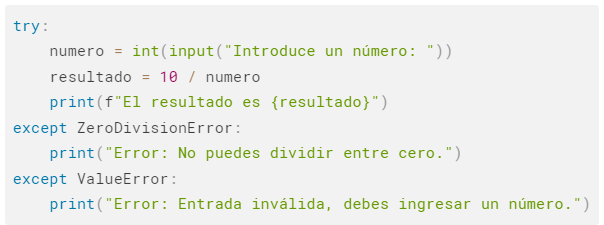 try:
    numero = int(input("Introduce un número: "))
    resultado = 10 / numero
    print(f"El resultado es {resultado}")
except ZeroDivisionError:
    print("Error: No puedes dividir entre cero.")
except ValueError:
    print("Error: Entrada inválida, debes ingresar un número.")